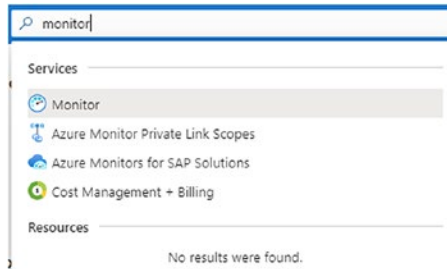 monitor
Services
Monitor
Azure Monitor Private Link Scopes
Azure Monitors for SAP Solutions
Cost Management + Billing
Resources
No results were found.